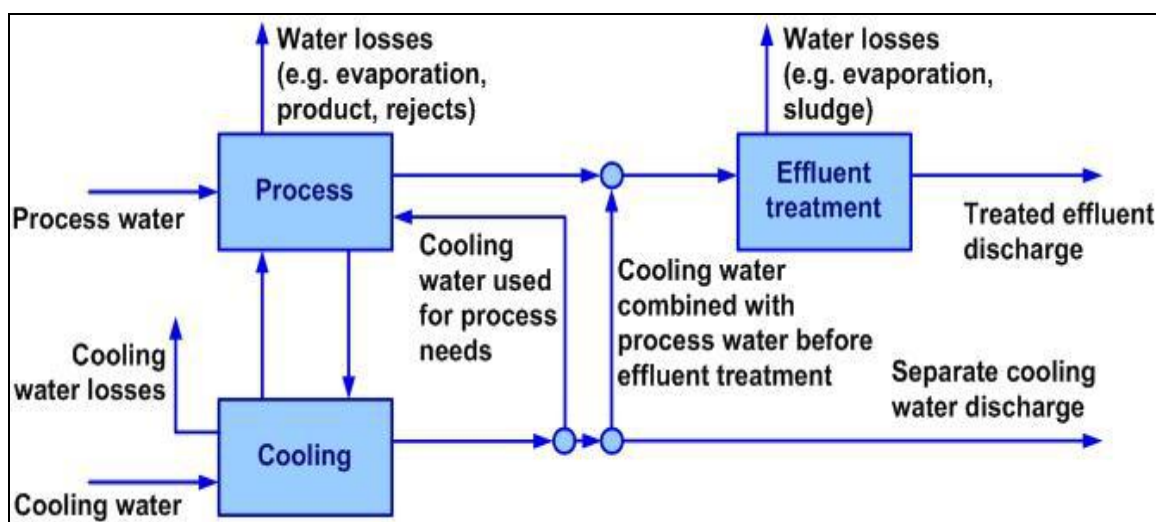 Water losses
(e.g. evaporation,
product, rejects)
Water losses
(e.g. evaporation,
sludge)
Process
Effluent
treatment
Process water
Treated effluent
discharge
Cooling
water used
for process
needs
Cooling water
combined with
process water before
effluent treatment
Cooling
water losses
Separate cooling
water discharge
Cooling
Cooling water